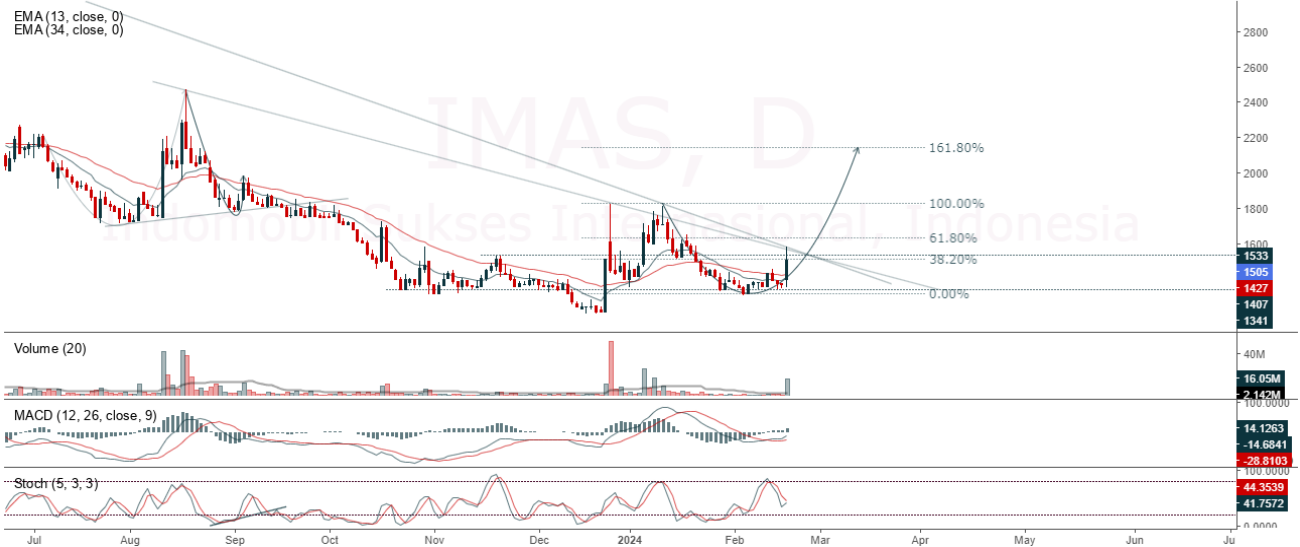 EMA (13, close, 0)
EMA (34, close, 0)
IMAS, D
Indomobil Sukses Internasional, Indonesia
161.80%
100.00%
61.80%
38.20%
0.00%
2800
2600
2400
2200
2000
1800
1600
1533
1505
1427
1407
1341
Volume (20)
40M
16.05M
2.142M
MACD (12, 26, close, 9)
100.0000
14.1263
-14.6841
-28.8103
Stoch (5, 3, 3)
100.0000
44.3539
41.7572
0.0000
Jul
Aug
Sep
Oct
Nov
Dec
2024
Feb
Mar
Apr
May
Jun
Ju